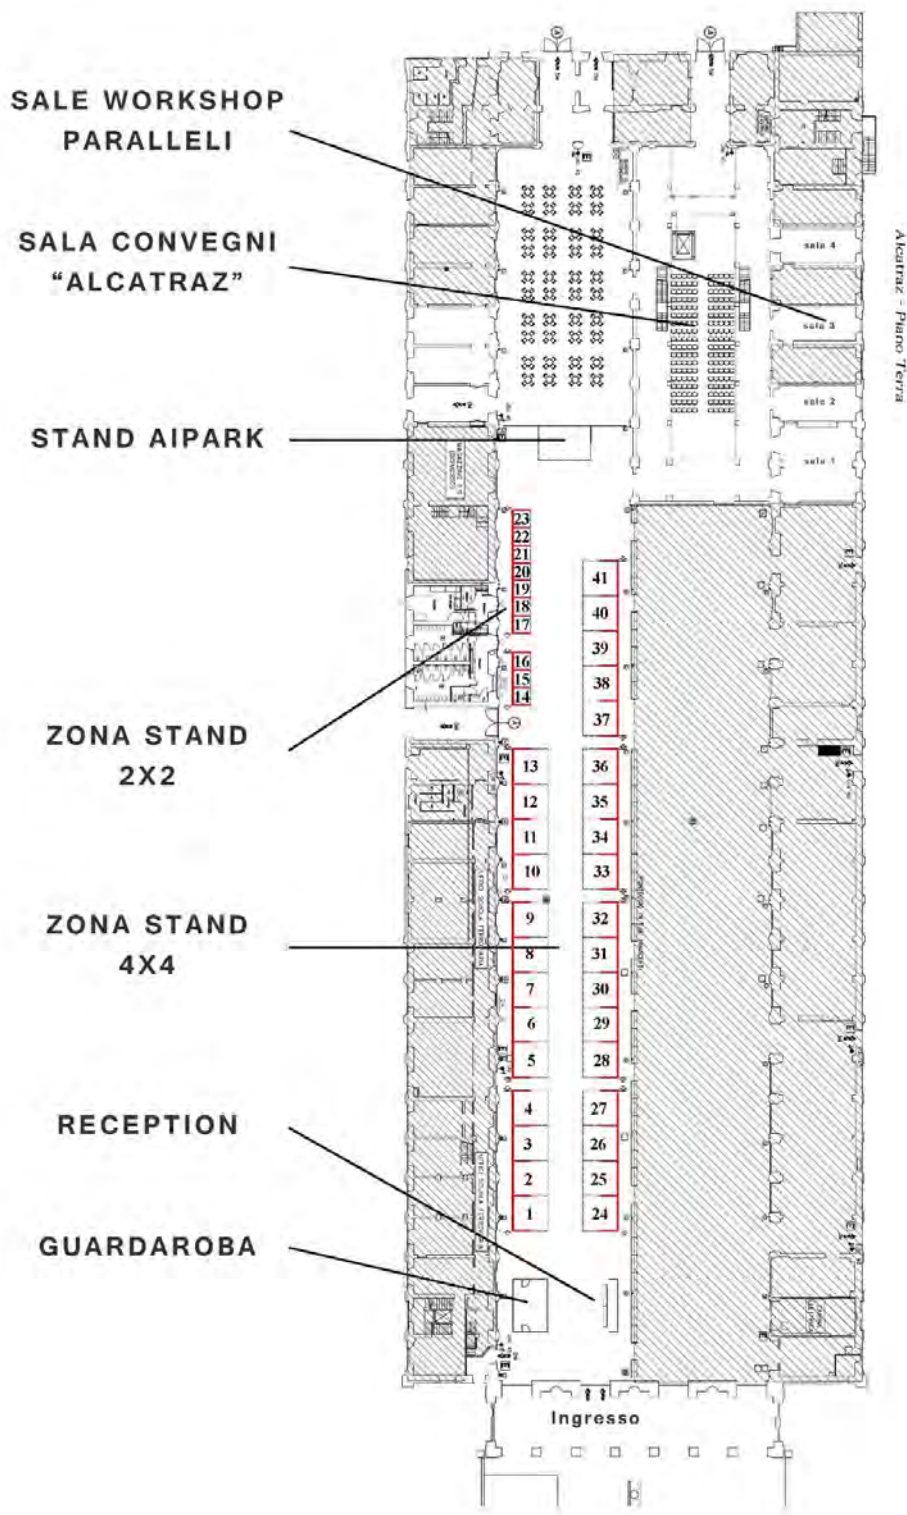 SALE WORKSHOP
PARALLELI
SALA CONVEGNI
“ALCATRAZ”
STAND AIPARK
ZONA STAND
2X2
ZONA STAND
4X4
RECEPTION
GUARDAROBA
Alcatraz - Piano Terra
sala 4
sala 3
sala 2
sala 1
23
22
21
20
19
18
17
16
15
14
13
12
11
10
9
8
7
6
5
4
3
2
1
41
40
39
38
37
36
35
34
33
32
31
30
29
28
27
26
25
24
Ingresso